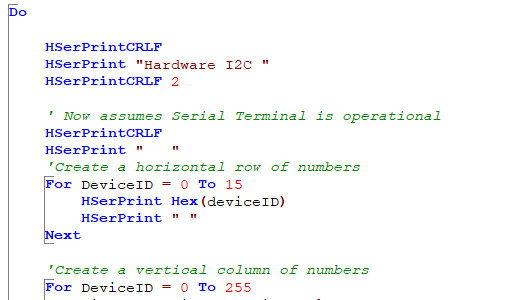 Do
HSerPrintCRLF
HSerPrint "Hardware I2C "
HSerPrintCRLF 2
' Now assumes Serial Terminal is operational
HSerPrintCRLF
HSerPrint "   "
'Create a horizontal row of numbers
For DeviceID = 0 To 15
HSerPrint Hex(deviceID)
HSerPrint " "
Next
'Create a vertical column of numbers
For DeviceID = 0 To 255